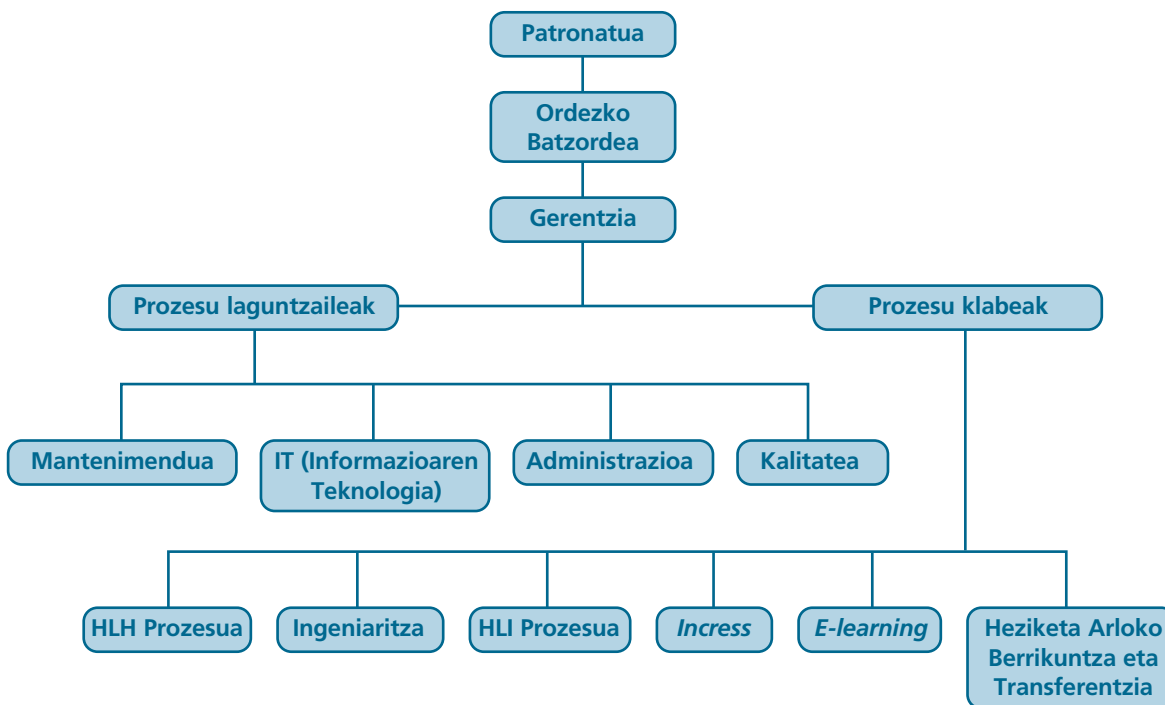 Patronatua
Ordezko
Batzordea
Gerentzia
Prozesu laguntzaileak
Prozesu klabeak
Mantenimendua
IT (Informazioaren
Teknologia)
Administrazioa
Kalitatea
HLH Prozesua
Ingeniaritza
HLI Prozesua
Incress
E-learning
Heziketa Arloko
Berrikuntza eta
Transferentzia